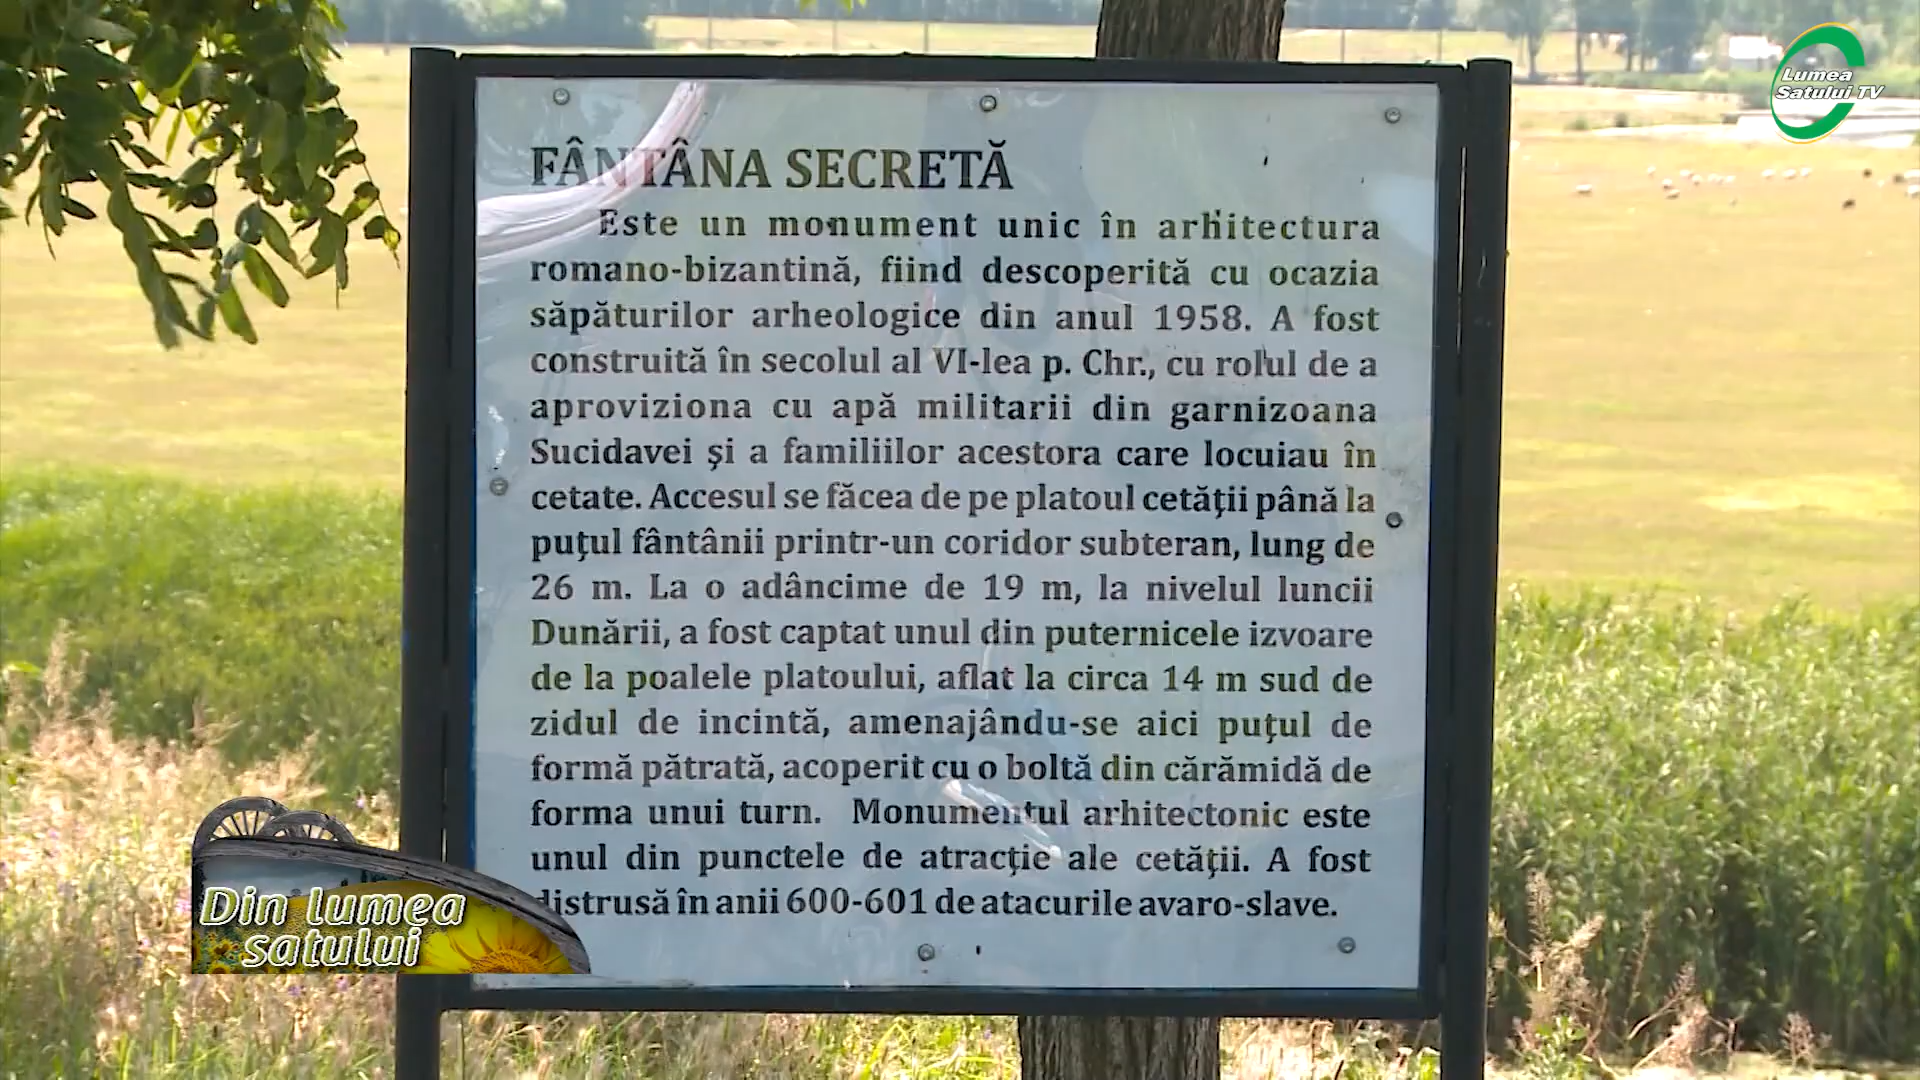 Lumea
Satului TV
FÂNTÂNA SECRETĂ
Este un monument unic în arhitectura
romano-bizantină, fiind descoperită cu ocazia
săpăturilor arheologice din anul 1958. A fost
construită în secolul al VI-lea p. Chr., cu rolul de a
aproviziona cu apă militarii din garnizoana
Sucidavei și a familiilor acestora care locuiau în
cetate. Accesul se făcea de pe platoul cetăţii până la
puţul fântânii printr-un coridor subteran, lung de
26 m. La o adâncime de 19 m, la nivelul luncii
Dunării, a fost captat unul din puternicele izvoare
de la poalele platoului, aflat la circa 14 m sud de
zidul de incintă, amenajându-se aici puţul de
formă pătrată, acoperit cu o boltă din cărămidă de
forma unui turn. Monumentul arhitectonic este
unul din punctele de atracţie ale cetăţii. A fost
distrusă în anii 600-601 de atacurile avaro-slave.
Din lumea
satului